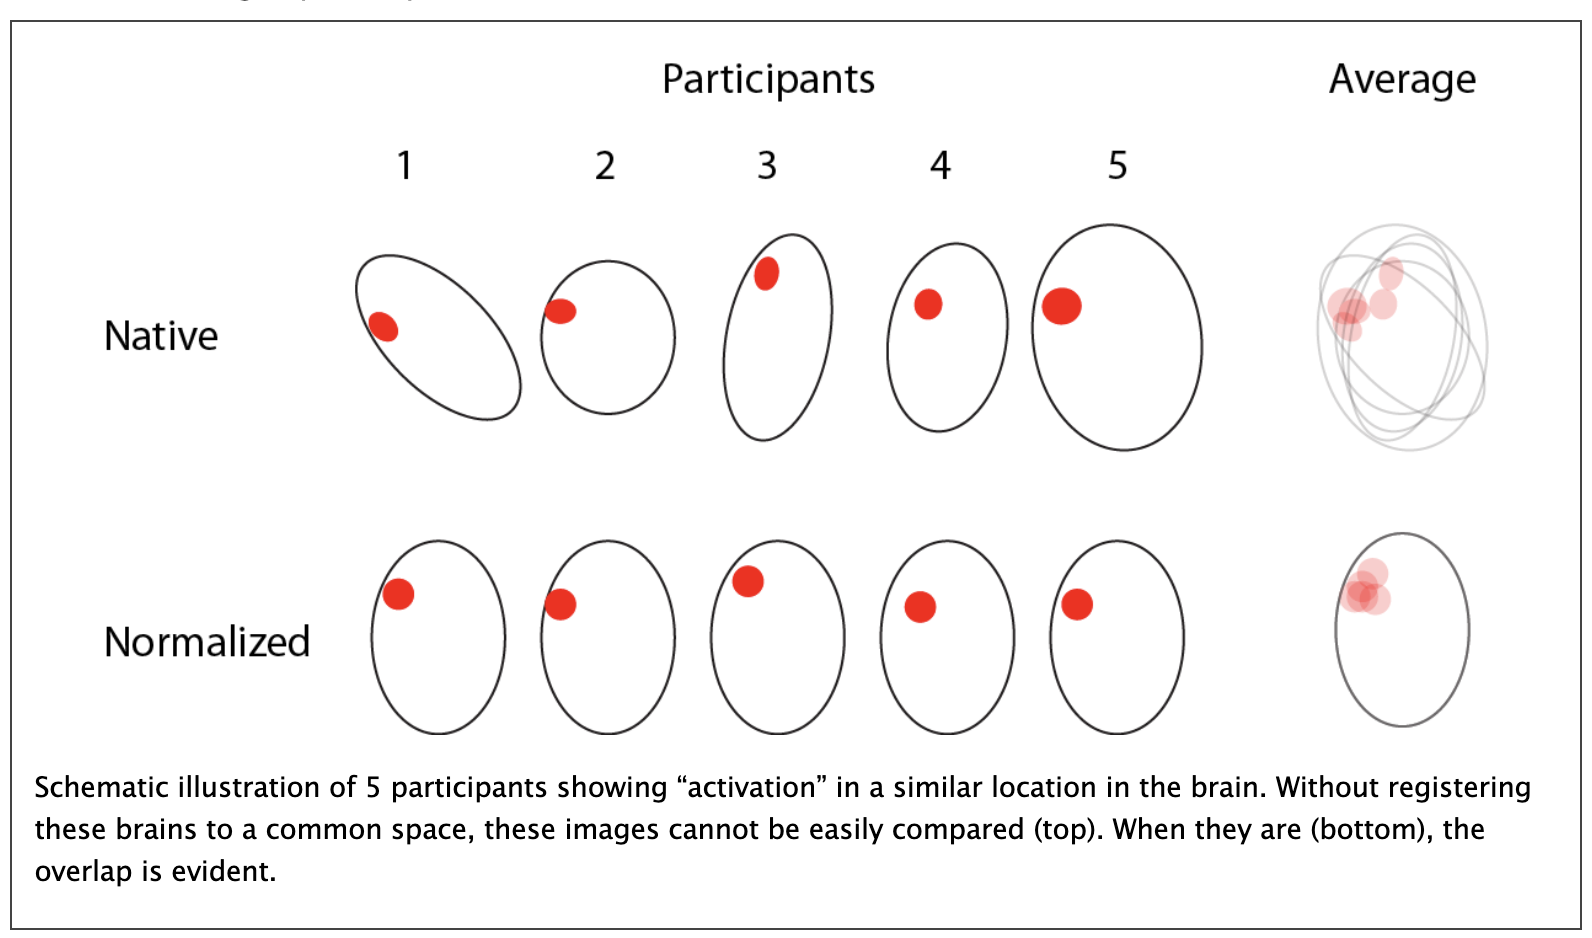 Participants
Average
1 2 3 4 5
Native
Normalized
Schematic illustration of 5 participants showing “activation” in a similar location in the brain. Without registering
these brains to a common space, these images cannot be easily compared (top). When they are (bottom), the
overlap is evident.